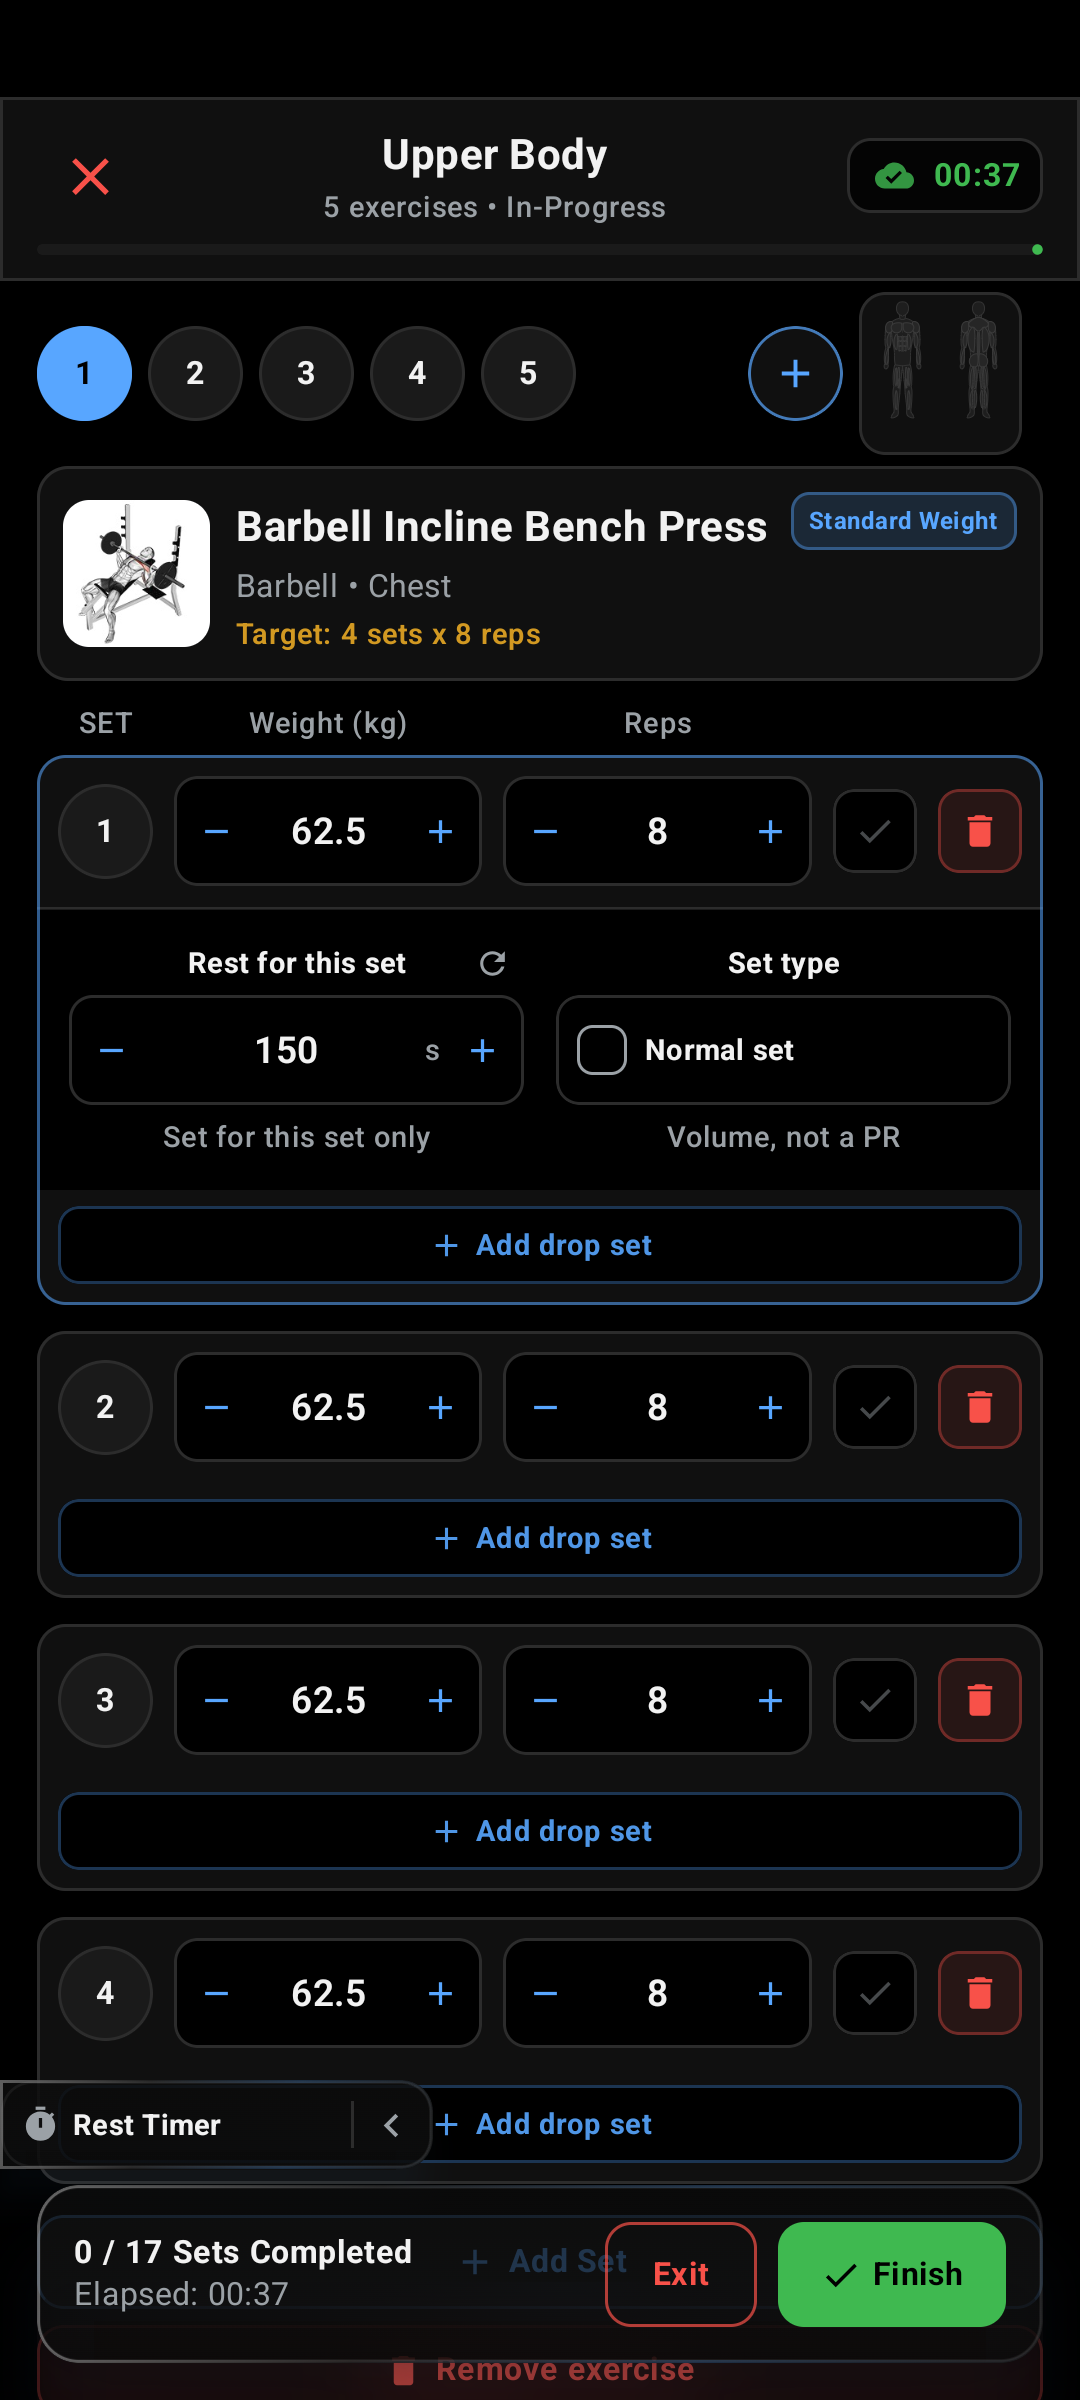 Upper Body
5 exercises • In-Progress
00:37
1 2 3 4 5 +
Barbell Incline Bench Press
Standard Weight
Barbell • Chest
Target: 4 sets x 8 reps
SET Weight (kg) Reps
1 − 62.5 + − 8 +
Rest for this set Set type
− 150 s + Normal set
Set for this set only Volume, not a PR
+ Add drop set
2 − 62.5 + − 8 +
+ Add drop set
3 − 62.5 + − 8 +
+ Add drop set
4 − 62.5 + − 8 +
Rest Timer
+ Add drop set
0 / 17 Sets Completed
Elapsed: 00:37
+ Add Set
Exit
Finish
Remove exercise